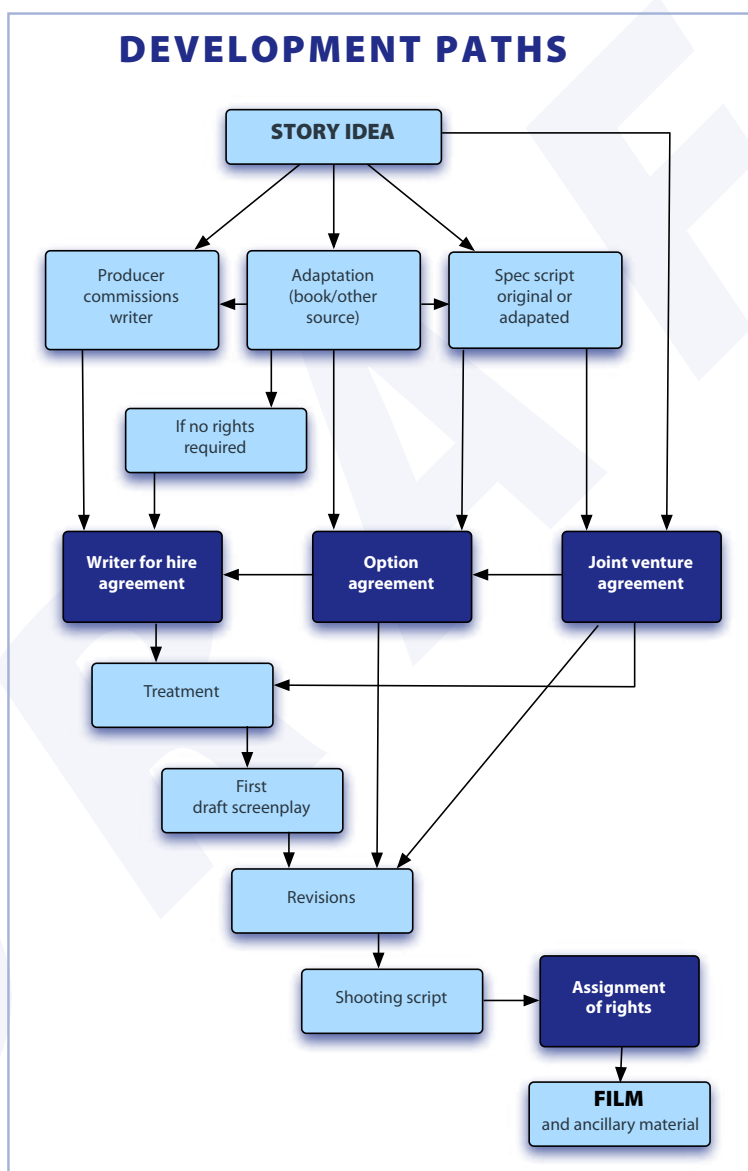 DEVELOPMENT PATHS
STORY IDEA
Producer
commissions
writer
Adaptation
(book/other
source)
Spec script
original or
adapated
If no rights
required
Writer for hire
agreement
Option
agreement
Joint venture
agreement
Treatment
First
draft screenplay
Revisions
Shooting script
Assignment
of rights
FILM
and ancillary material